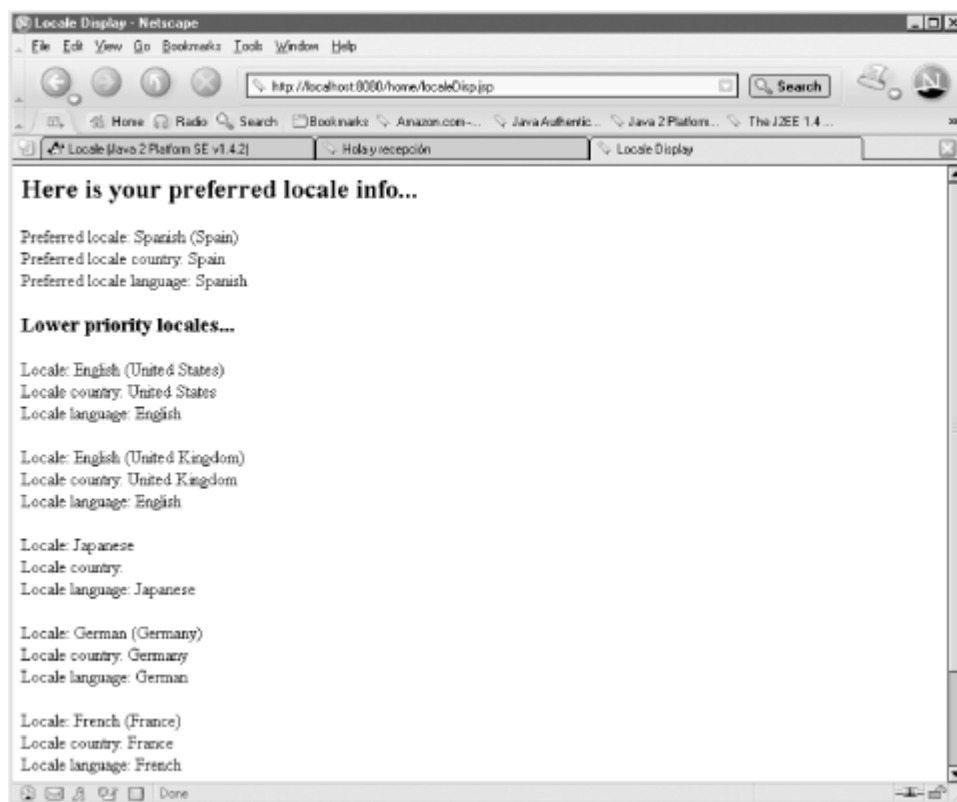 Locale Display - Netscape
File Edit View Go Bookmarks Tools Window Help
http://localhost:8080/home/localeDisp.jsp
Search
N
Home Radio Search Bookmarks Amazon.com-... Java Authentic... Java 2 Platform... The J2EE 1.4 ...
Locale (Java 2 Platform SE v1.4.2)
Hola y recepción
Locale Display
Here is your preferred locale info...
Preferred locale: Spanish (Spain)
Preferred locale country: Spain
Preferred locale language: Spanish
Lower priority locales...
Locale: English (United States)
Locale country: United States
Locale language: English
Locale: English (United Kingdom)
Locale country: United Kingdom
Locale language: English
Locale: Japanese
Locale country:
Locale language: Japanese
Locale: German (Germany)
Locale country: Germany
Locale language: German
Locale: French (France)
Locale country: France
Locale language: French
Done